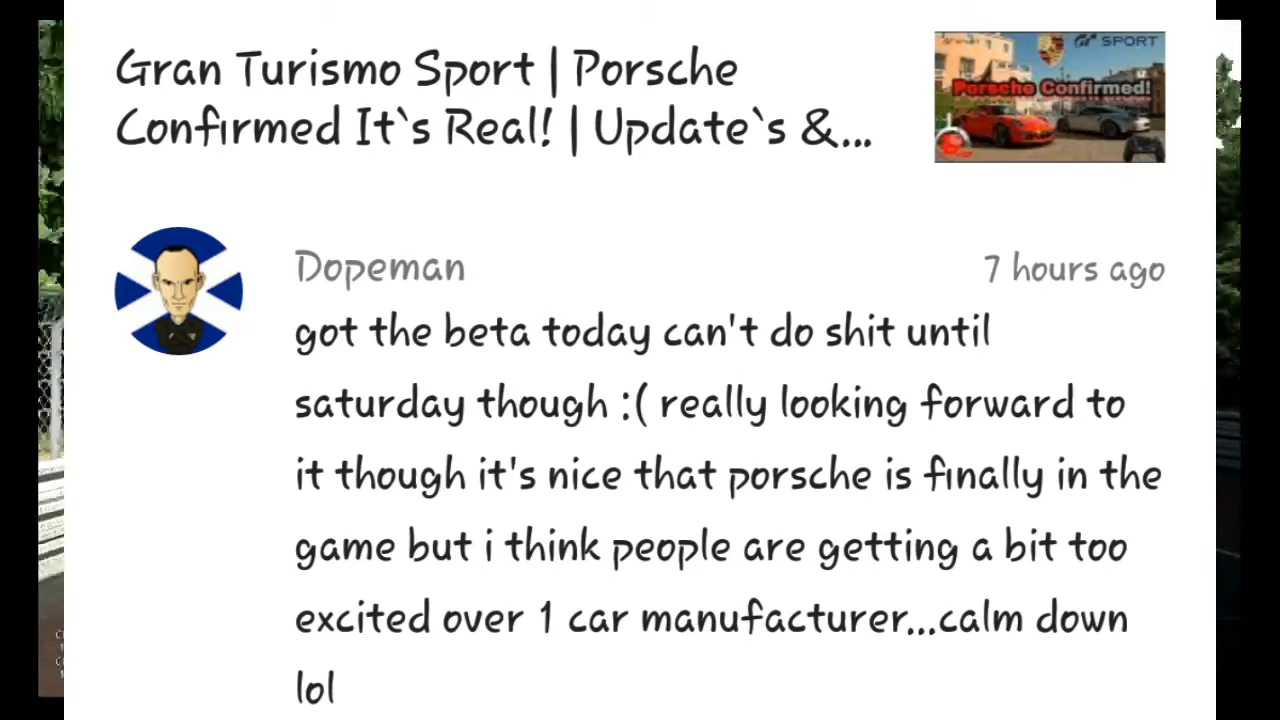 Gran Turismo Sport | Porsche
Confirmed It`s Real! | Update`s &...
SPORT
Porsche Confirmed!
Dopeman
7 hours ago
got the beta today can't do shit until
saturday though :( really looking forward to
it though it's nice that porsche is finally in the
game but i think people are getting a bit too
excited over 1 car manufacturer...calm down
lol